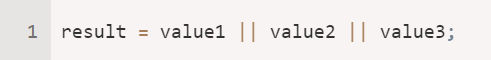 1 result = value1 || value2 || value3;